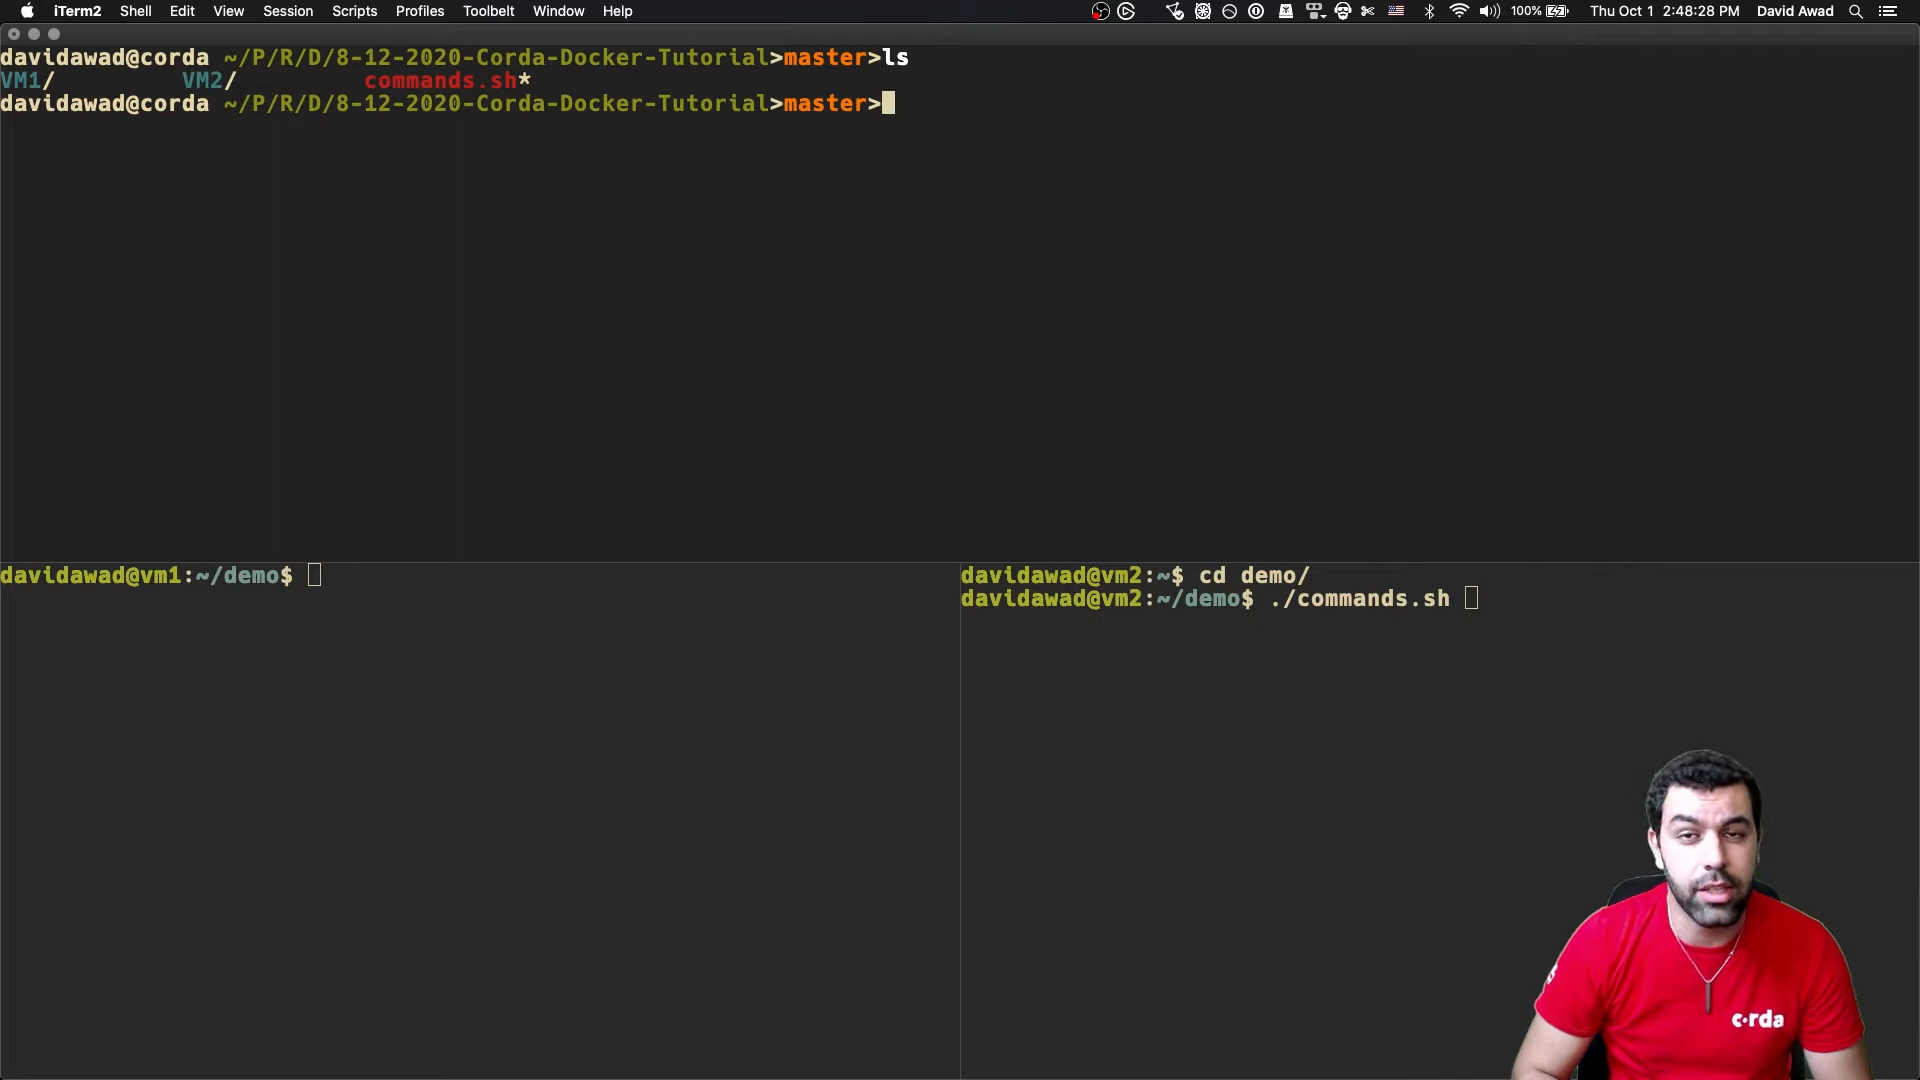 iTerm2 Shell Edit View Session Scripts Profiles Toolbelt Window Help 100% Thu Oct 1 2:48:28 PM David Awad
davidawad@corda ~/P/R/D/8-12-2020-Corda-Docker-Tutorial>master>ls
VM1/ VM2/ commands.sh*
davidawad@corda ~/P/R/D/8-12-2020-Corda-Docker-Tutorial>master>
davidawad@vm1:~/demo$
davidawad@vm2:~$ cd demo/
davidawad@vm2:~/demo$ ./commands.sh
c·rda